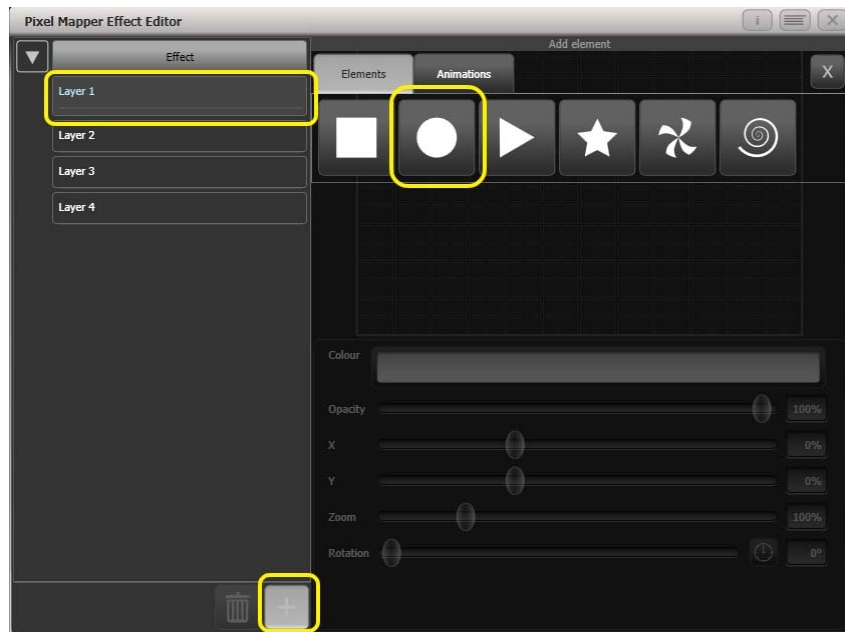 Pixel Mapper Effect Editor
i
X
Effect
Add element
Layer 1
Elements
Animations
X
Layer 2
Layer 3
Layer 4
Colour
Opacity
100%
X
0%
Y
0%
Zoom
100%
Rotation
0°